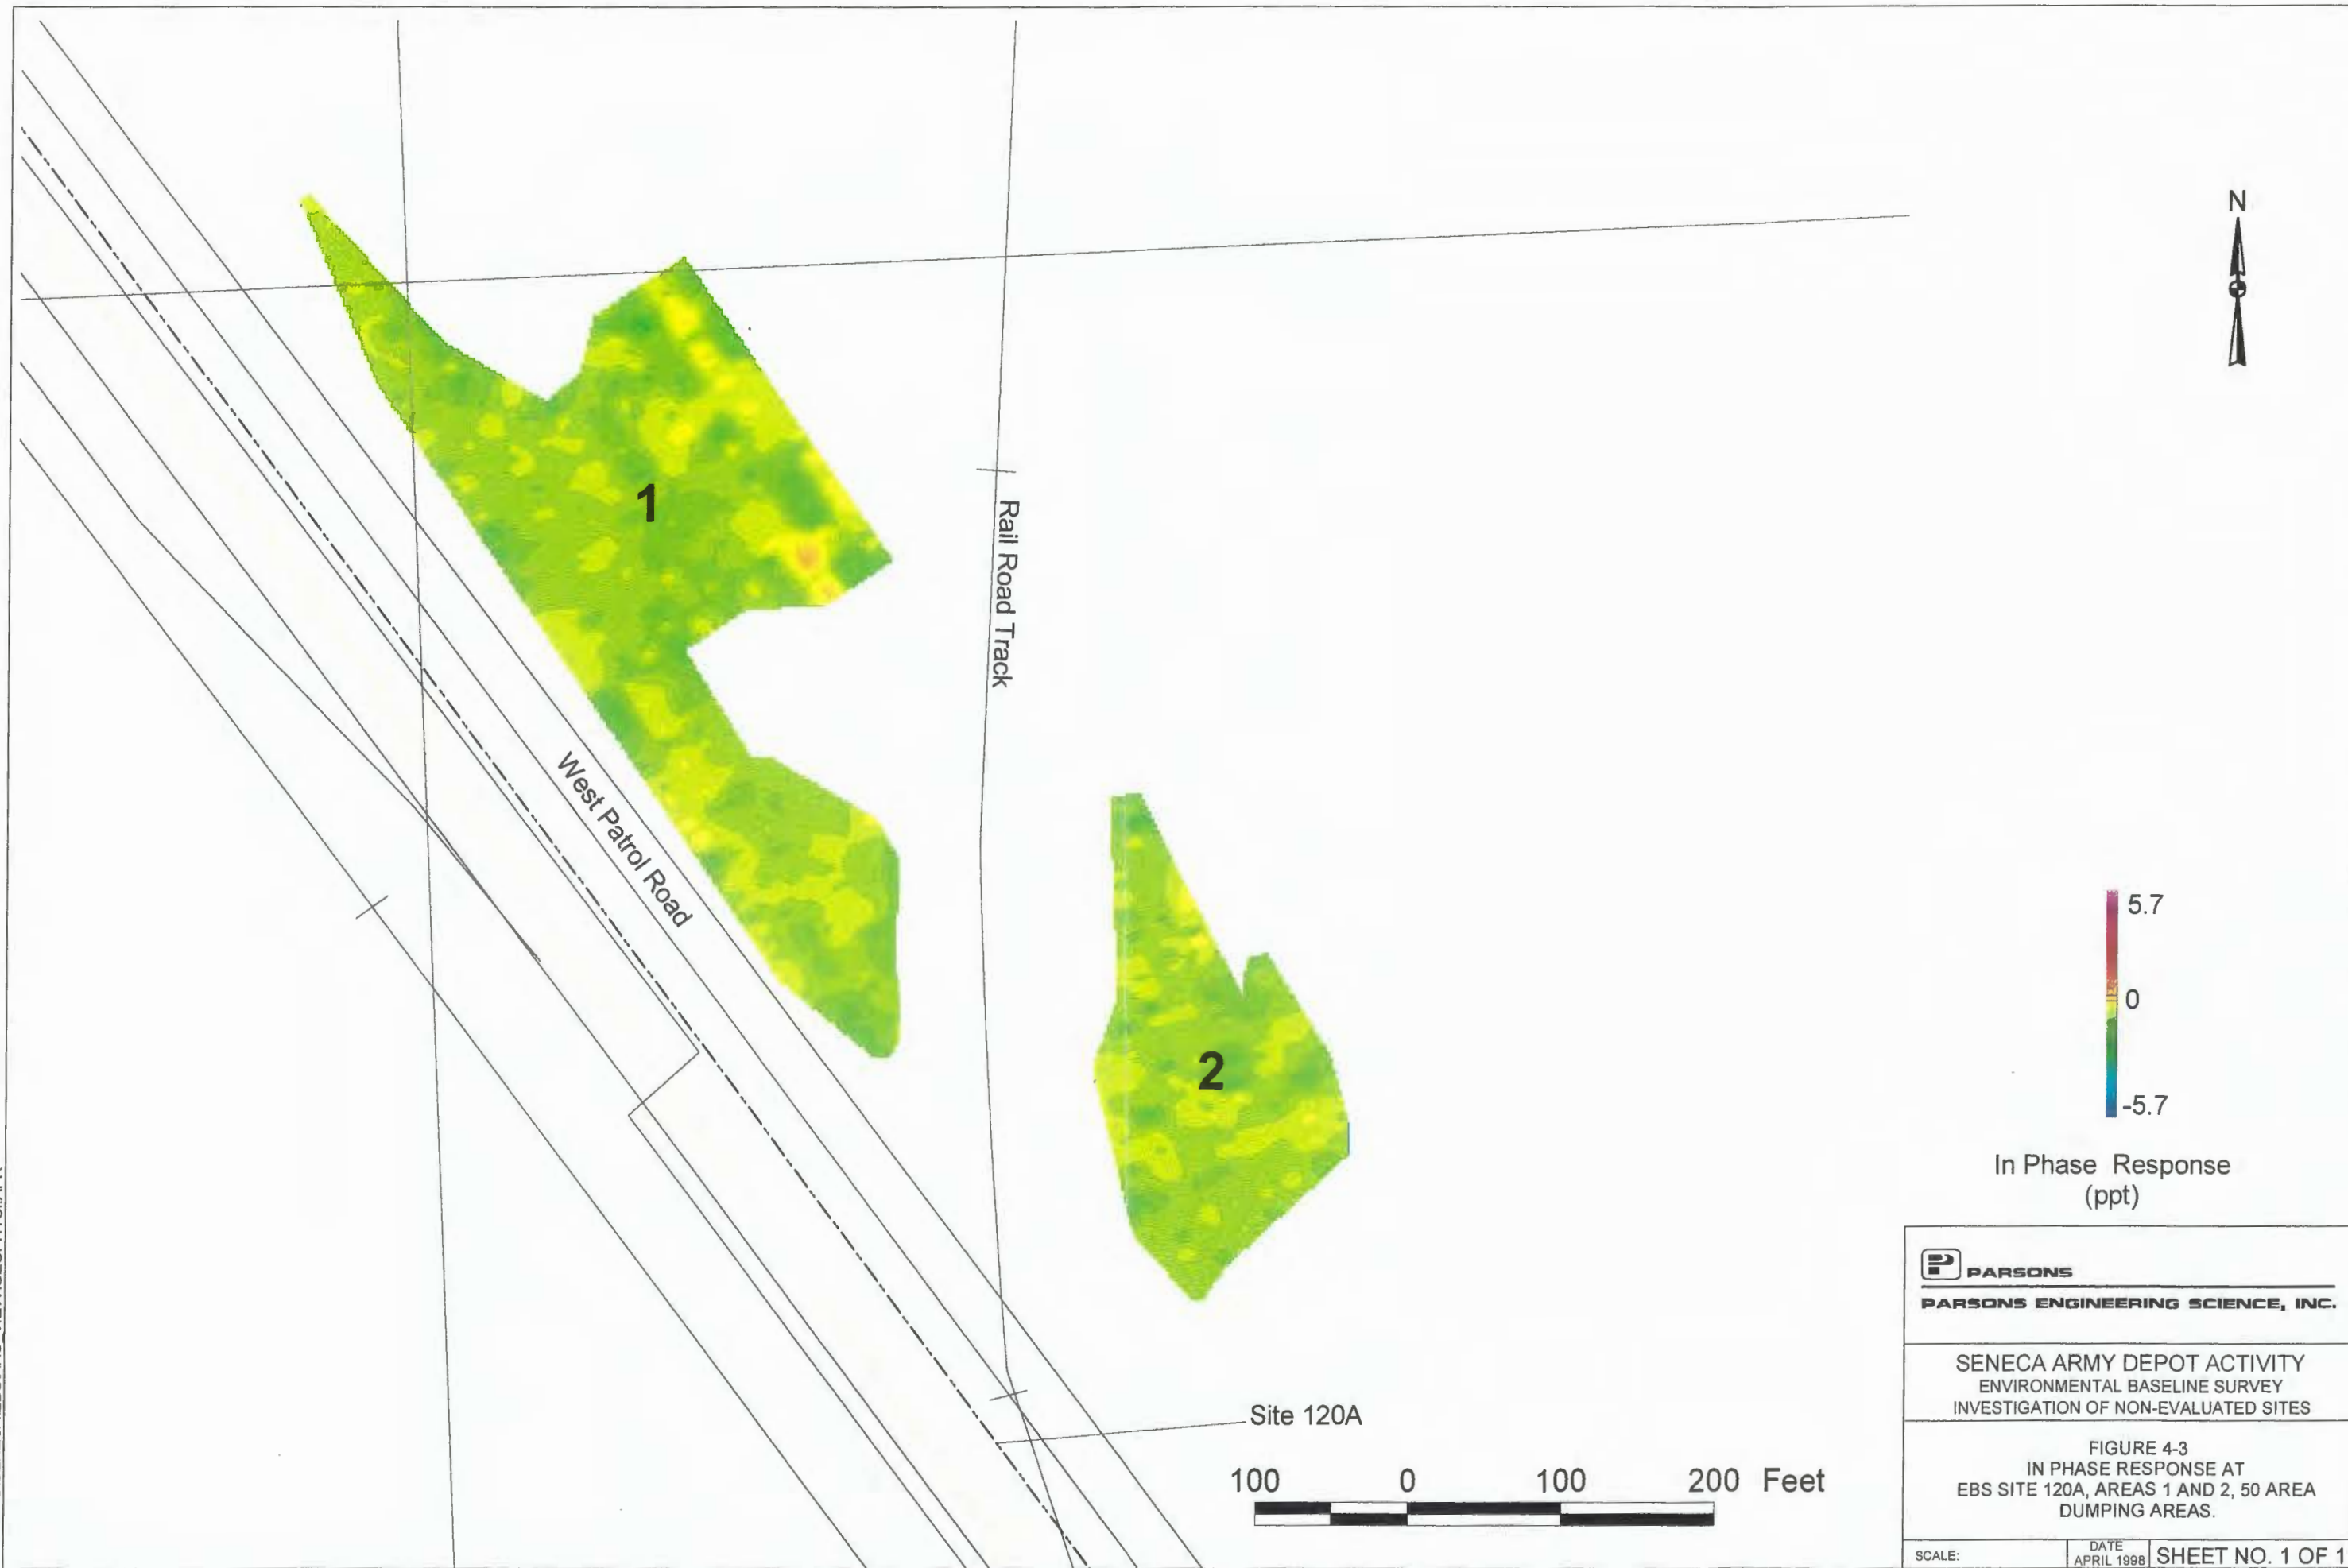 N
1
Rail Road Track
West Patrol Road
2
5.7
0
-5.7
In Phase Response
(ppt)
Site 120A
100 0 100 200 Feet
P PARSONS
PARSONS ENGINEERING SCIENCE, INC.
SENECA ARMY DEPOT ACTIVITY
ENVIRONMENTAL BASELINE SURVEY
INVESTIGATION OF NON-EVALUATED SITES
FIGURE 4-3
IN PHASE RESPONSE AT
EBS SITE 120A, AREAS 1 AND 2, 50 AREA
DUMPING AREAS.
SCALE:
DATE
APRIL 1998
SHEET NO. 1 OF 1